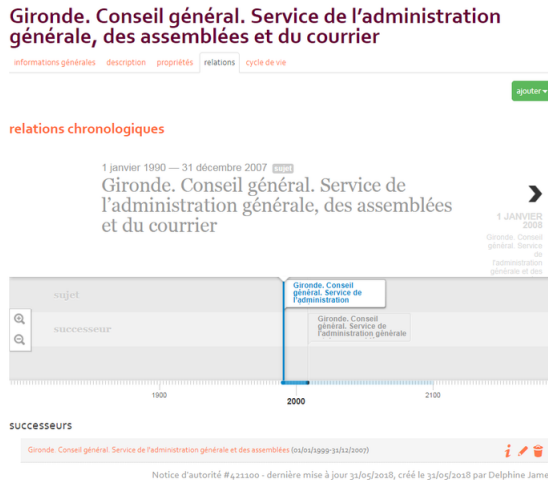 Gironde. Conseil général. Service de l'administration
générale, des assemblées et du courrier
informations générales description propriétés relations cycle de vie
ajouter
relations chronologiques
1 janvier 1990 — 31 décembre 2007 sujet
Gironde. Conseil général. Service de
l'administration générale, des assemblées
et du courrier
1 JANVIER
2008
Gironde. Conseil
général. Service
de
l'administration
générale et des
Gironde. Conseil
général. Service de
l'administration
sujet
Gironde. Conseil
général. Service de
l'administration générale
successeur
1900
2000
2100
successeurs
Gironde. Conseil général. Service de l'administration générale et des assemblées (01/01/1999-31/12/2007)
Notice d'autorité #421100 - dernière mise à jour 31/05/2018, créé le 31/05/2018 par Delphine Jame